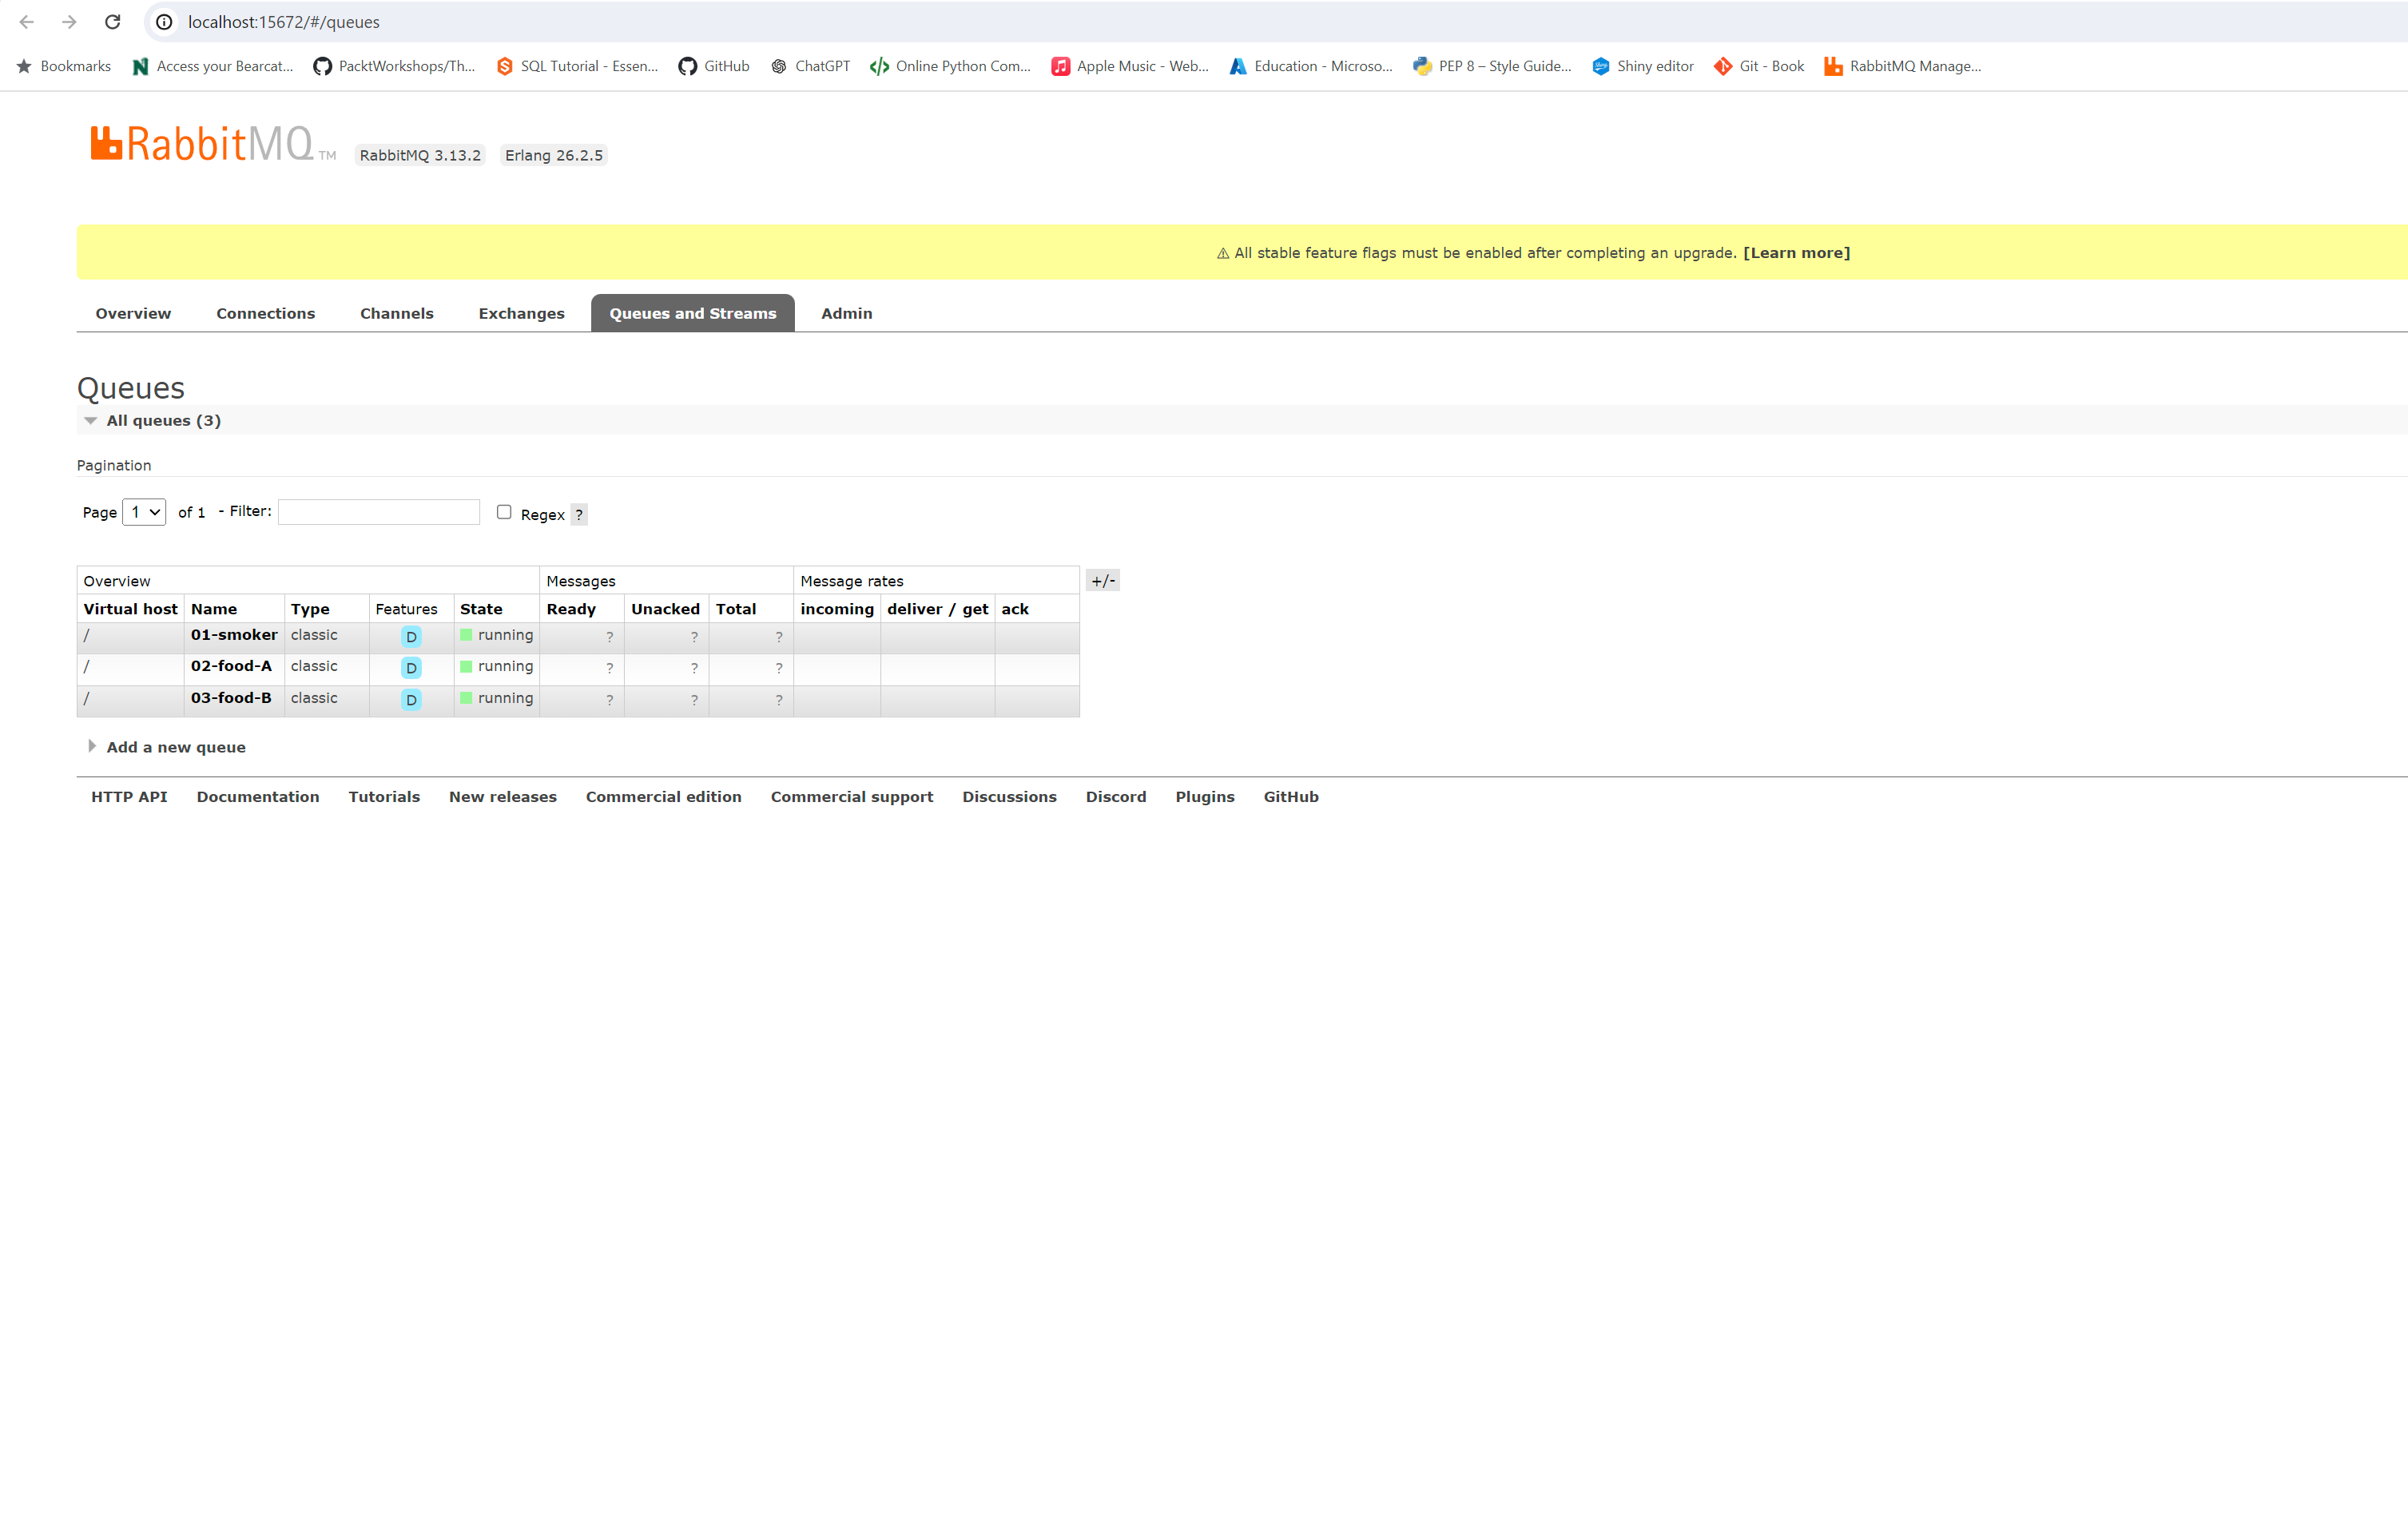 localhost:15672/#/queues
Bookmarks Access your Bearcat... PacktWorkshops/Th... SQL Tutorial - Essen... GitHub ChatGPT Online Python Com... Apple Music - Web... Education - Microso... PEP 8 – Style Guide... Shiny editor Git - Book RabbitMQ Manage...
RabbitMQ TM RabbitMQ 3.13.2 Erlang 26.2.5
⚠ All stable feature flags must be enabled after completing an upgrade. [Learn more]
Overview Connections Channels Exchanges Queues and Streams Admin
Queues
All queues (3)
Pagination
Page 1 of 1 - Filter: Regex ?
Overview Messages Message rates +/-
Virtual host Name Type Features State Ready Unacked Total incoming deliver / get ack
/ 01-smoker classic D running ? ? ?
/ 02-food-A classic D running ? ? ?
/ 03-food-B classic D running ? ? ?
Add a new queue
HTTP API Documentation Tutorials New releases Commercial edition Commercial support Discussions Discord Plugins GitHub